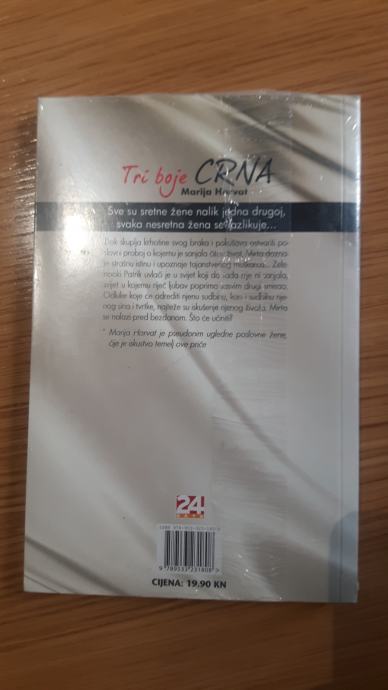 Tri boje CRNA
Marija Horvat
Sve su sretne žene nalik jedna drugoj,
svaka nesretna žena se razlikuje,...
Dok skuplja krhotine svog braka i pokušava ostvariti po-
slovni proboj o kojemu je sanjala čitav život, Mirta dozna-
je strašnu istinu i upoznaje tajanstvenog muškarca... Zele-
nooki Patrik uvlači je u svijet koji do sada nije ni sanjala,
svijet u kojemu riječ ljubav poprima sasvim drugi smisao.
Odluke koje će odrediti njenu sudbinu, kao i sudbinu nje-
nog sina i tvrtke, najteže su iskušenje njenog života. Mirta
se nalazi pred bezdanom. Što će učiniti?
* Marija Horvat je pseudonim ugledne poslovne žene,
čije je iskustvo temelj ove priče
24
9 789533 231808 >
CIJENA: 19,90 KN